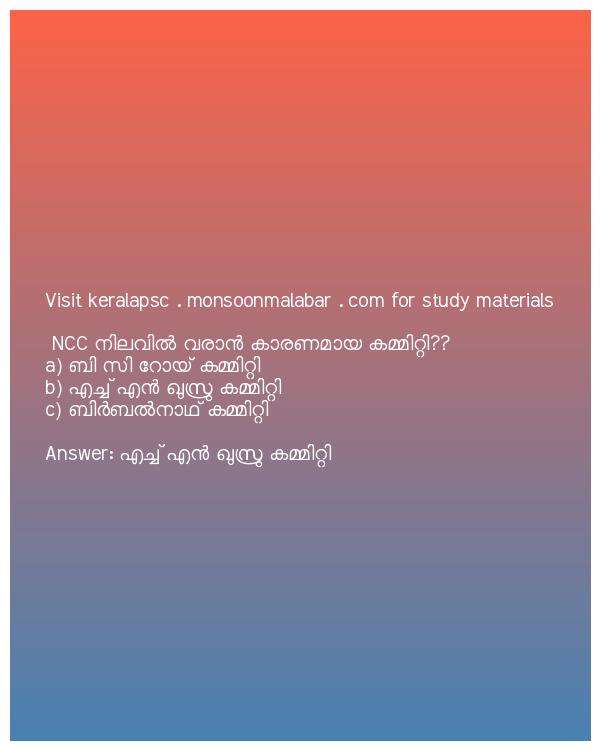 Visit keralapsc . monsoonmalabar . com for study materials
NCC നിലവിൽ വരാൻ കാരണമായ കമ്മിറ്റി??
a) ബി സി റോയ് കമ്മിറ്റി
b) എച്ച് എൻ ഖുസ്രു കമ്മിറ്റി
c) ബിർബൽനാഥ് കമ്മിറ്റി
Answer: എച്ച് എൻ ഖുസ്രു കമ്മിറ്റി